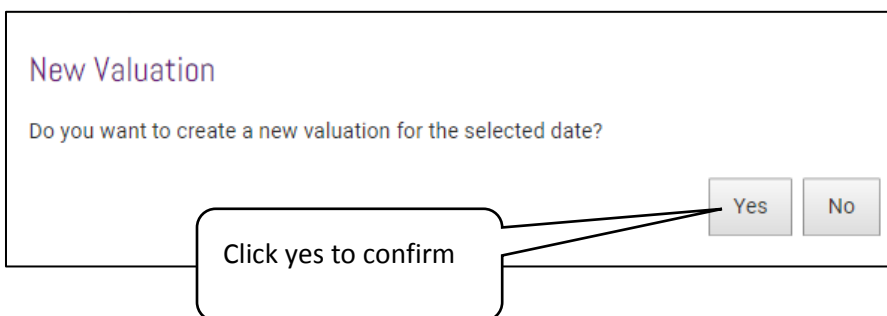 New Valuation
Do you want to create a new valuation for the selected date?
Yes No
Click yes to confirm